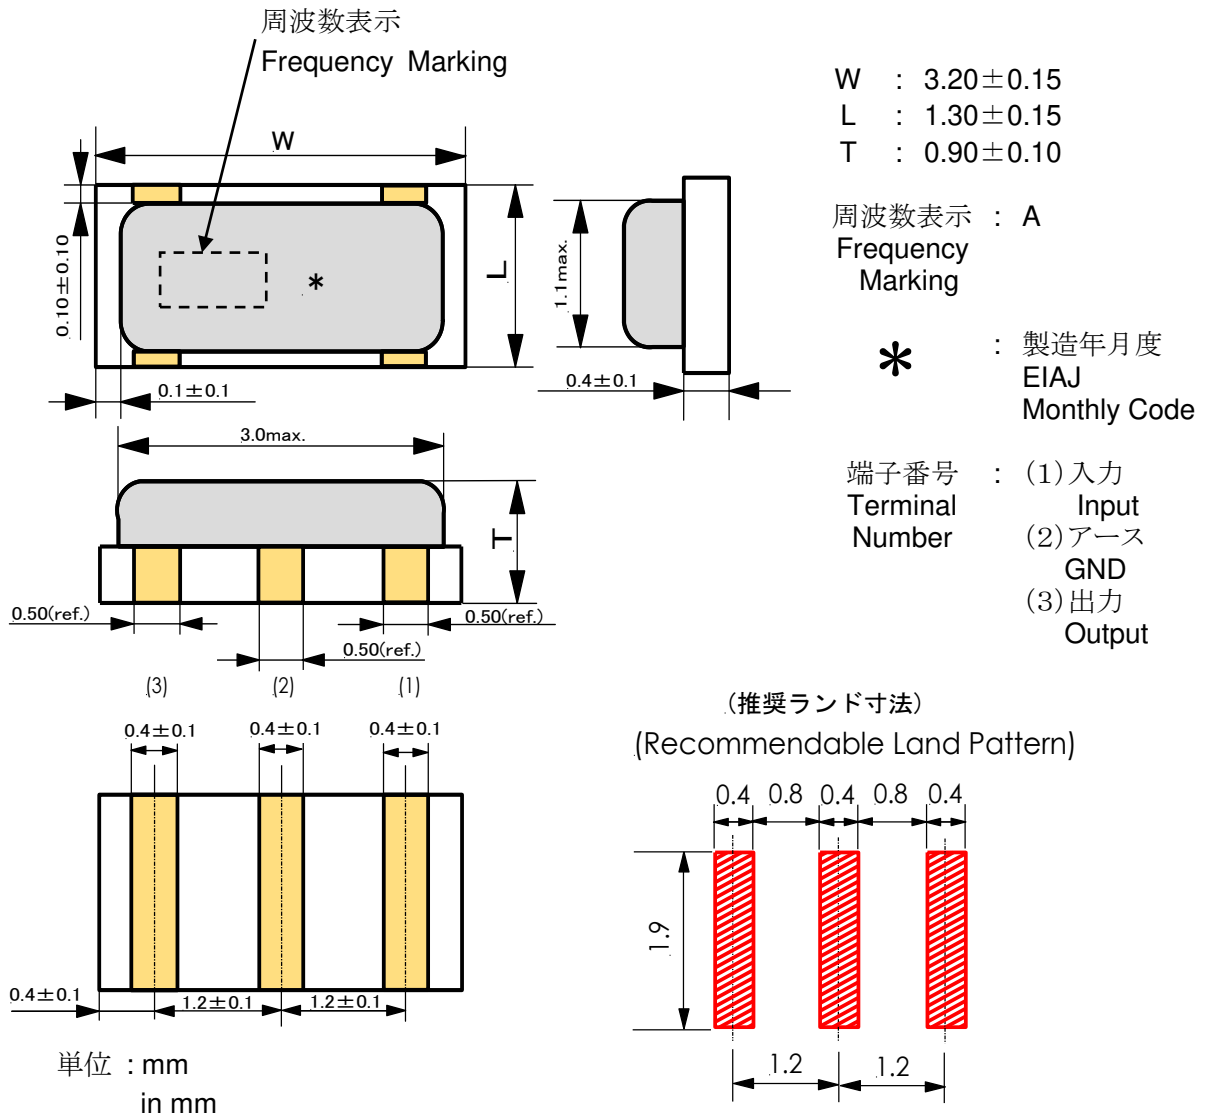 周波数表示
Frequency Marking
W
0.10±0.10
*
L
0.1±0.1
1.1max.
0.4±0.1
W : 3.20±0.15
L : 1.30±0.15
T : 0.90±0.10
周波数表示 : A
Frequency
Marking
* : 製造年月度
EIAJ
Monthly Code
端子番号 : (1)入力
Terminal Input
Number (2)アース
GND
(3)出力
Output
3.0max.
T
0.50(ref.)
0.50(ref.)
0.50(ref.)
(3) (2) (1)
0.4±0.1 0.4±0.1 0.4±0.1
0.4±0.1 1.2±0.1 1.2±0.1
単位 : mm
in mm
(推奨ランド寸法)
(Recommendable Land Pattern)
0.4 0.8 0.4 0.8 0.4
1.9
1.2 1.2